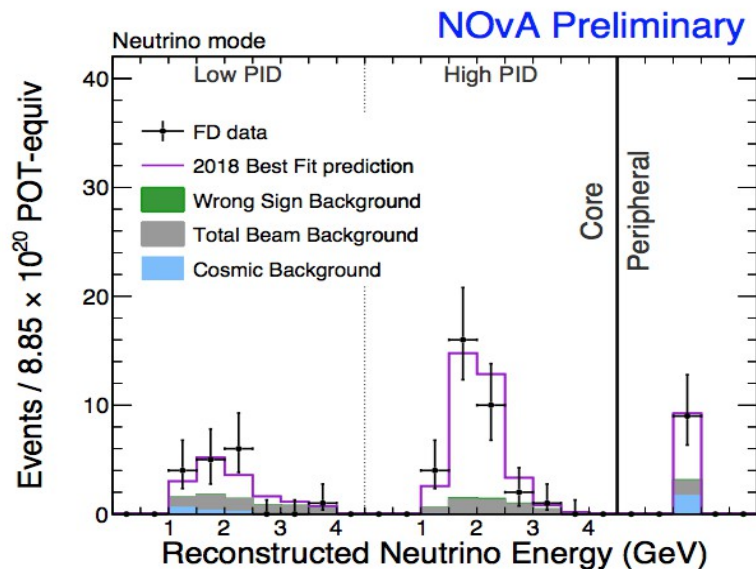 NOvA Preliminary
Neutrino mode
Low PID
High PID
FD data
2018 Best Fit prediction
Wrong Sign Background
Total Beam Background
Cosmic Background
Core
Peripheral
Events / 8.85 × 10²⁰ POT-equiv
40
30
20
10
0
1 2 3 4 1 2 3 4
Reconstructed Neutrino Energy (GeV)